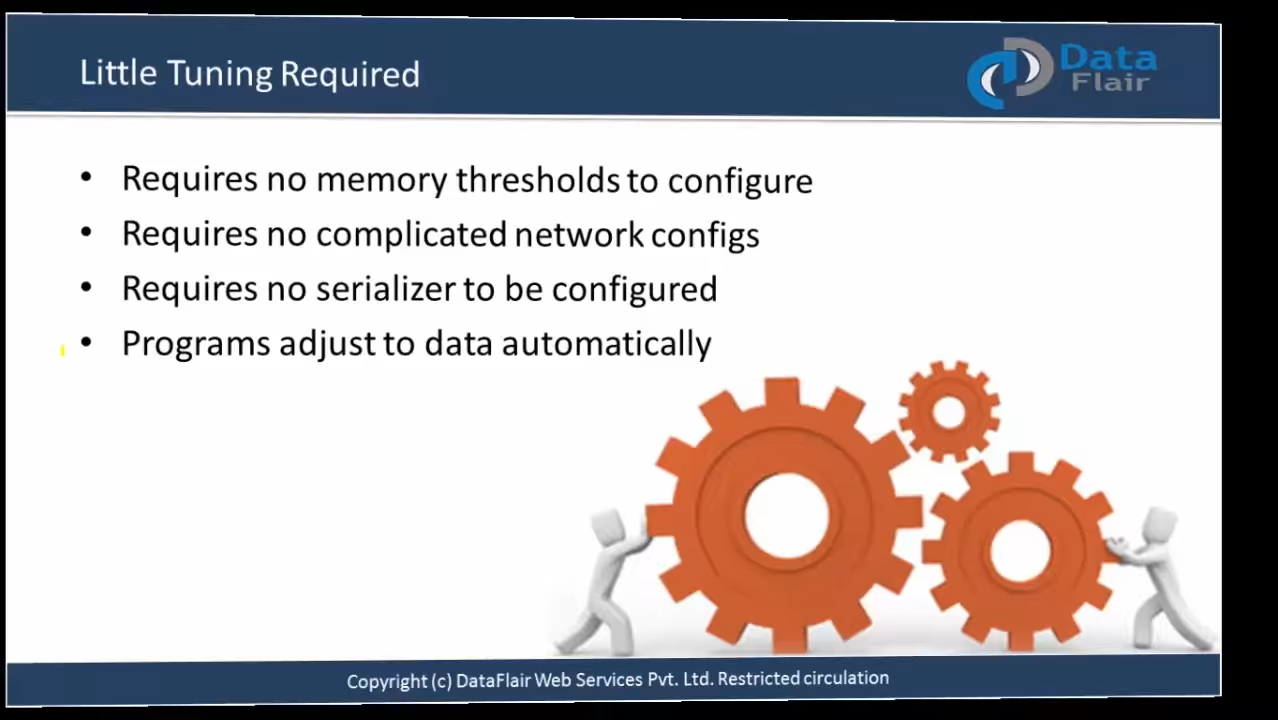 Little Tuning Required
Data
Flair
• Requires no memory thresholds to configure
• Requires no complicated network configs
• Requires no serializer to be configured
• Programs adjust to data automatically
Copyright (c) DataFlair Web Services Pvt. Ltd. Restricted circulation